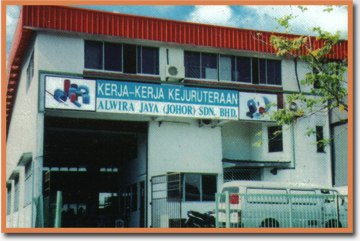 KERJA-KERJA KEJURUTERAAN
ALWIRA JAYA (JOHOR) SDN. BHD.